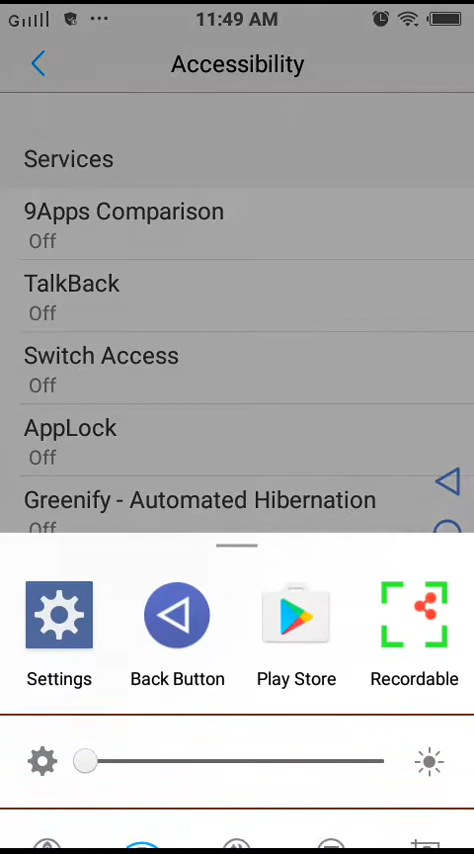 G
11:49 AM
Accessibility
Services
9Apps Comparison
Off
TalkBack
Off
Switch Access
Off
AppLock
Off
Greenify - Automated Hibernation
Off
Settings
Back Button
Play Store
Recordable